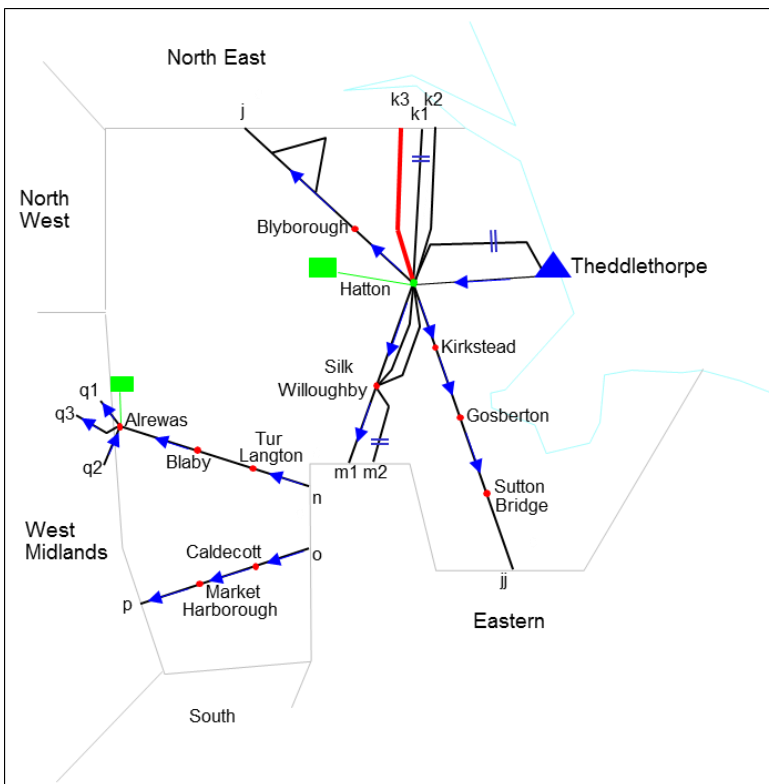 North East
k3
k2
j
k1
North
West
Blyborough
Theddlethorpe
Hatton
Kirkstead
Silk
Willoughby
q1
q3
Alrewas
Gosberton
Tur
Langton
Blaby
q2
m1
m2
n
Sutton
Bridge
West
Midlands
Caldecott
o
Market
Harborough
p
jj
Eastern
South